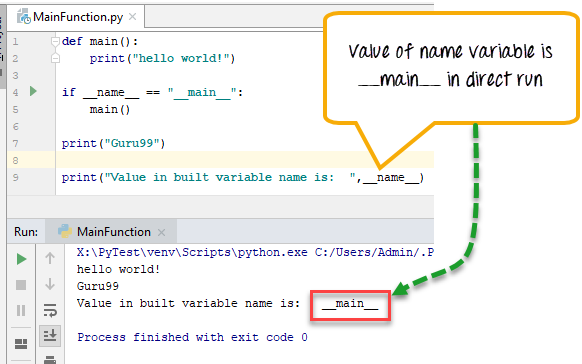 MainFunction.py
Value of name variable is
__main__ in direct run
1 def main():
2 print("hello world!")
3
4 if __name__ == "__main__":
5 main()
6
7 print("Guru99")
8
9 print("Value in built variable name is:  ",__name__)
Run: MainFunction
X:\PyTest\venv\Scripts\python.exe C:/Users/Admin/.P
hello world!
Guru99
Value in built variable name is:   __main__
Process finished with exit code 0